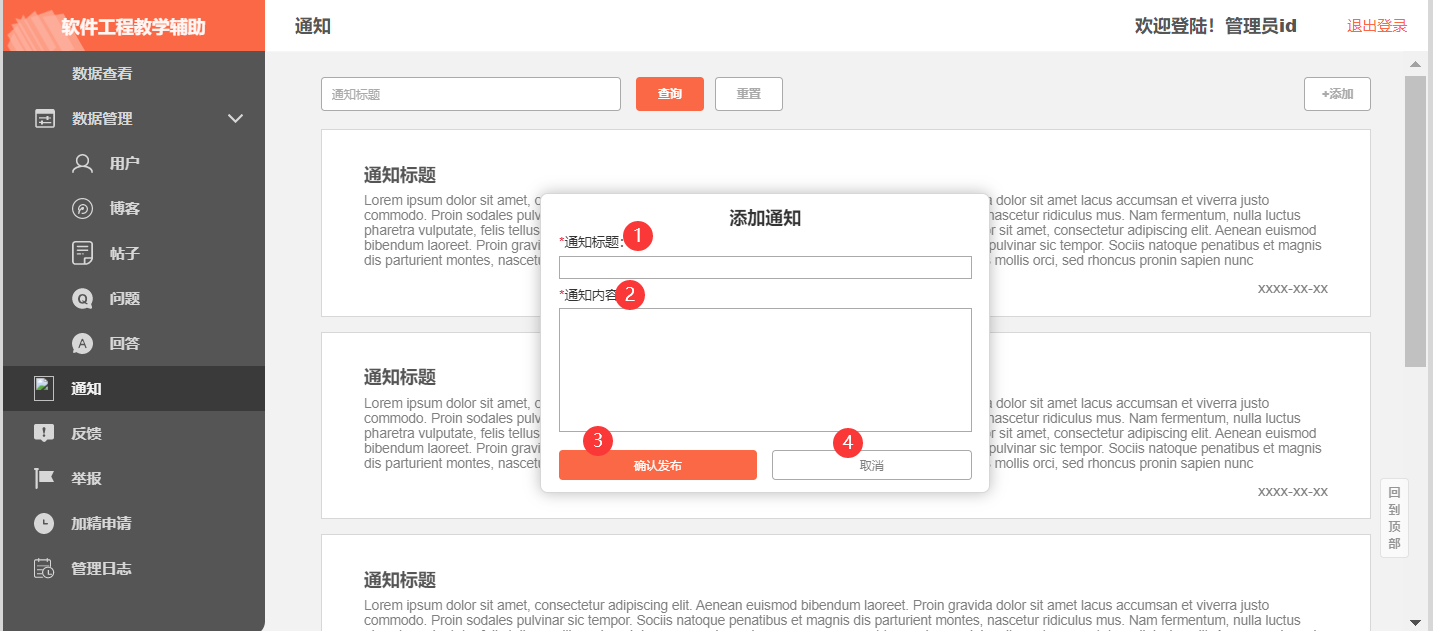 软件工程教学辅助
通知
欢迎登陆！管理员id
退出登录
数据查看
数据管理
用户
博客
帖子
Q 问题
A 回答
通知
反馈
举报
加精申请
管理日志
通知标题
查询
重置
+添加
通知标题
Lorem ipsum dolor sit amet, c
dolor sit amet lacus accumsan et viverra justo
commodo. Proin sodales pulv
nascetur ridiculus mus. Nam fermentum, nulla luctus
pharetra vulputate, felis tellus
or sit amet, consectetur adipiscing elit. Aenean euismod
bibendum laoreet. Proin gravi
pulvinar sic tempor. Sociis natoque penatibus et magnis
dis parturient montes, nascetu
mollis orci, sed rhoncus pronin sapien nunc
xxxx-xx-xx
添加通知
*通知标题:
1
*通知内容
2
3
确认发布
4
取消
通知标题
Lorem ipsum dolor sit amet, c
dolor sit amet lacus accumsan et viverra justo
commodo. Proin sodales pulv
nascetur ridiculus mus. Nam fermentum, nulla luctus
pharetra vulputate, felis tellus
or sit amet, consectetur adipiscing elit. Aenean euismod
bibendum laoreet. Proin gravi
pulvinar sic tempor. Sociis natoque penatibus et magnis
dis parturient montes, nascetu
mollis orci, sed rhoncus pronin sapien nunc
xxxx-xx-xx
回
到
顶
部
通知标题
Lorem ipsum dolor sit amet, consectetur adipiscing elit. Aenean euismod bibendum laoreet. Proin gravida dolor sit amet lacus accumsan et viverra justo
commodo. Proin sodales pulvinar sic tempor. Sociis natoque penatibus et magnis dis parturient montes, nascetur ridiculus mus. Nam fermentum, nulla luctus